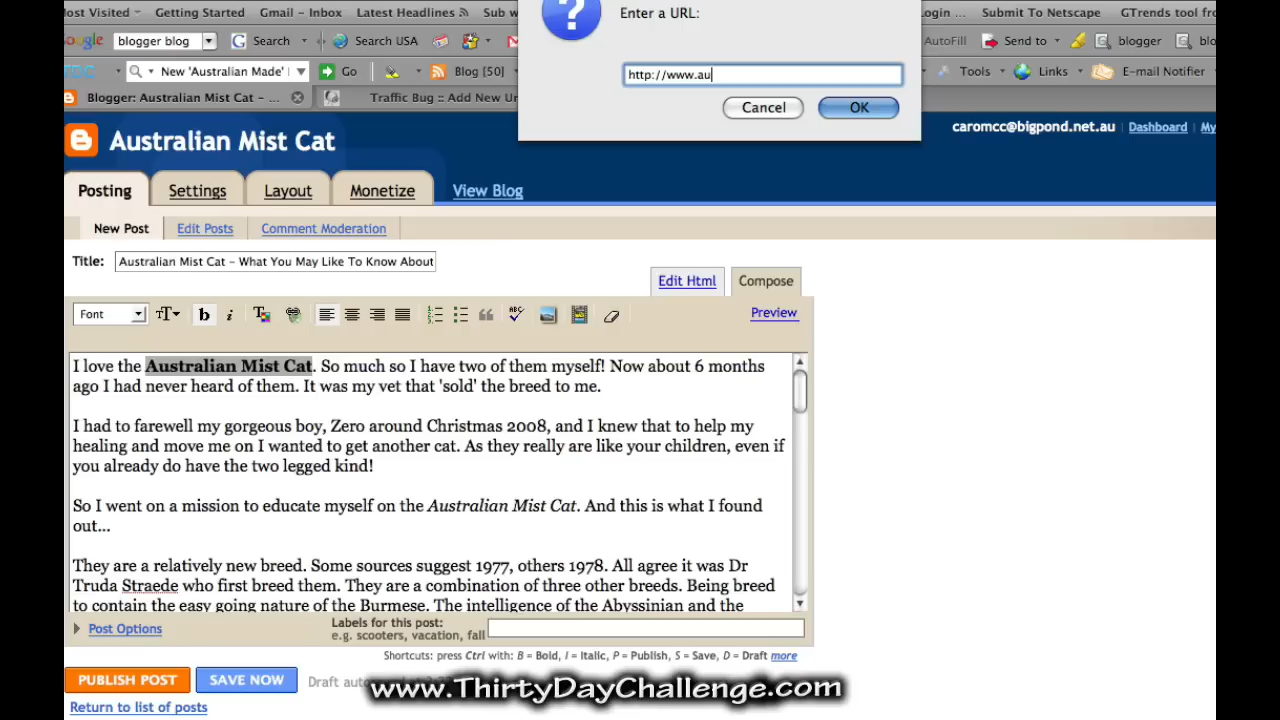 ost Visited Getting Started Gmail - Inbox Latest Headlines Sub w ogin ... Submit To Netscape GTrends tool from
oogle blogger blog Search Search USA AutoFill Send to blogger blo
New 'Australian Made' Go Blog [50] Tools Links E-mail Notifier
Blogger: Australian Mist Cat - ... Traffic Bug :: Add New Ur
Enter a URL:
http://www.au
Cancel OK
Australian Mist Cat
caromcc@bigpond.net.au Dashboard My
Posting Settings Layout Monetize View Blog
New Post Edit Posts Comment Moderation
Title: Australian Mist Cat - What You May Like To Know About
Edit Html Compose
Font Preview
I love the Australian Mist Cat. So much so I have two of them myself! Now about 6 months
ago I had never heard of them. It was my vet that 'sold' the breed to me.
I had to farewell my gorgeous boy, Zero around Christmas 2008, and I knew that to help my
healing and move me on I wanted to get another cat. As they really are like your children, even if
you already do have the two legged kind!
So I went on a mission to educate myself on the Australian Mist Cat. And this is what I found
out...
They are a relatively new breed. Some sources suggest 1977, others 1978. All agree it was Dr
Truda Straede who first breed them. They are a combination of three other breeds. Being breed
to contain the easy going nature of the Burmese. The intelligence of the Abyssinian and the
Post Options Labels for this post:
e.g. scooters, vacation, fall
Shortcuts: press Ctrl with: B = Bold, I = Italic, P = Publish, S = Save, D = Draft more
PUBLISH POST SAVE NOW Draft auto
www.ThirtyDayChallenge.com
Return to list of posts